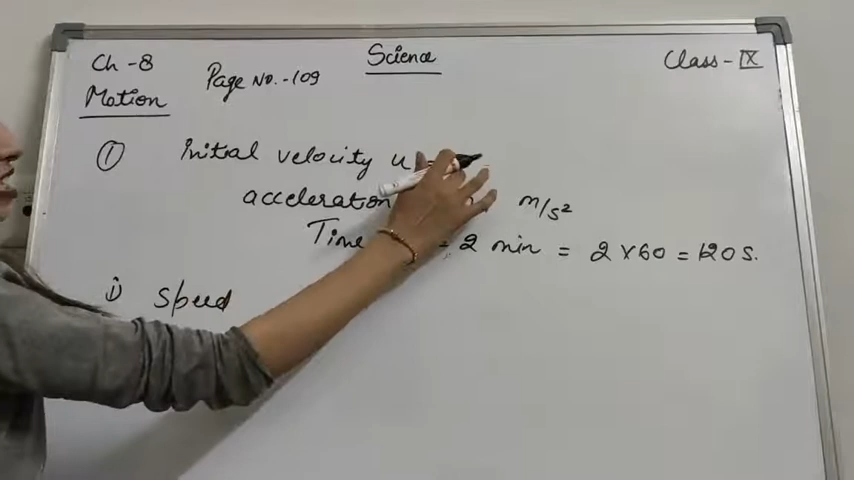 Science
Class - IX
Ch - 8
Page No. - 109
Motion
① Initial velocity u
acceleration m/s²
Time = 2 min = 2 x 60 = 120 s.
i) speed